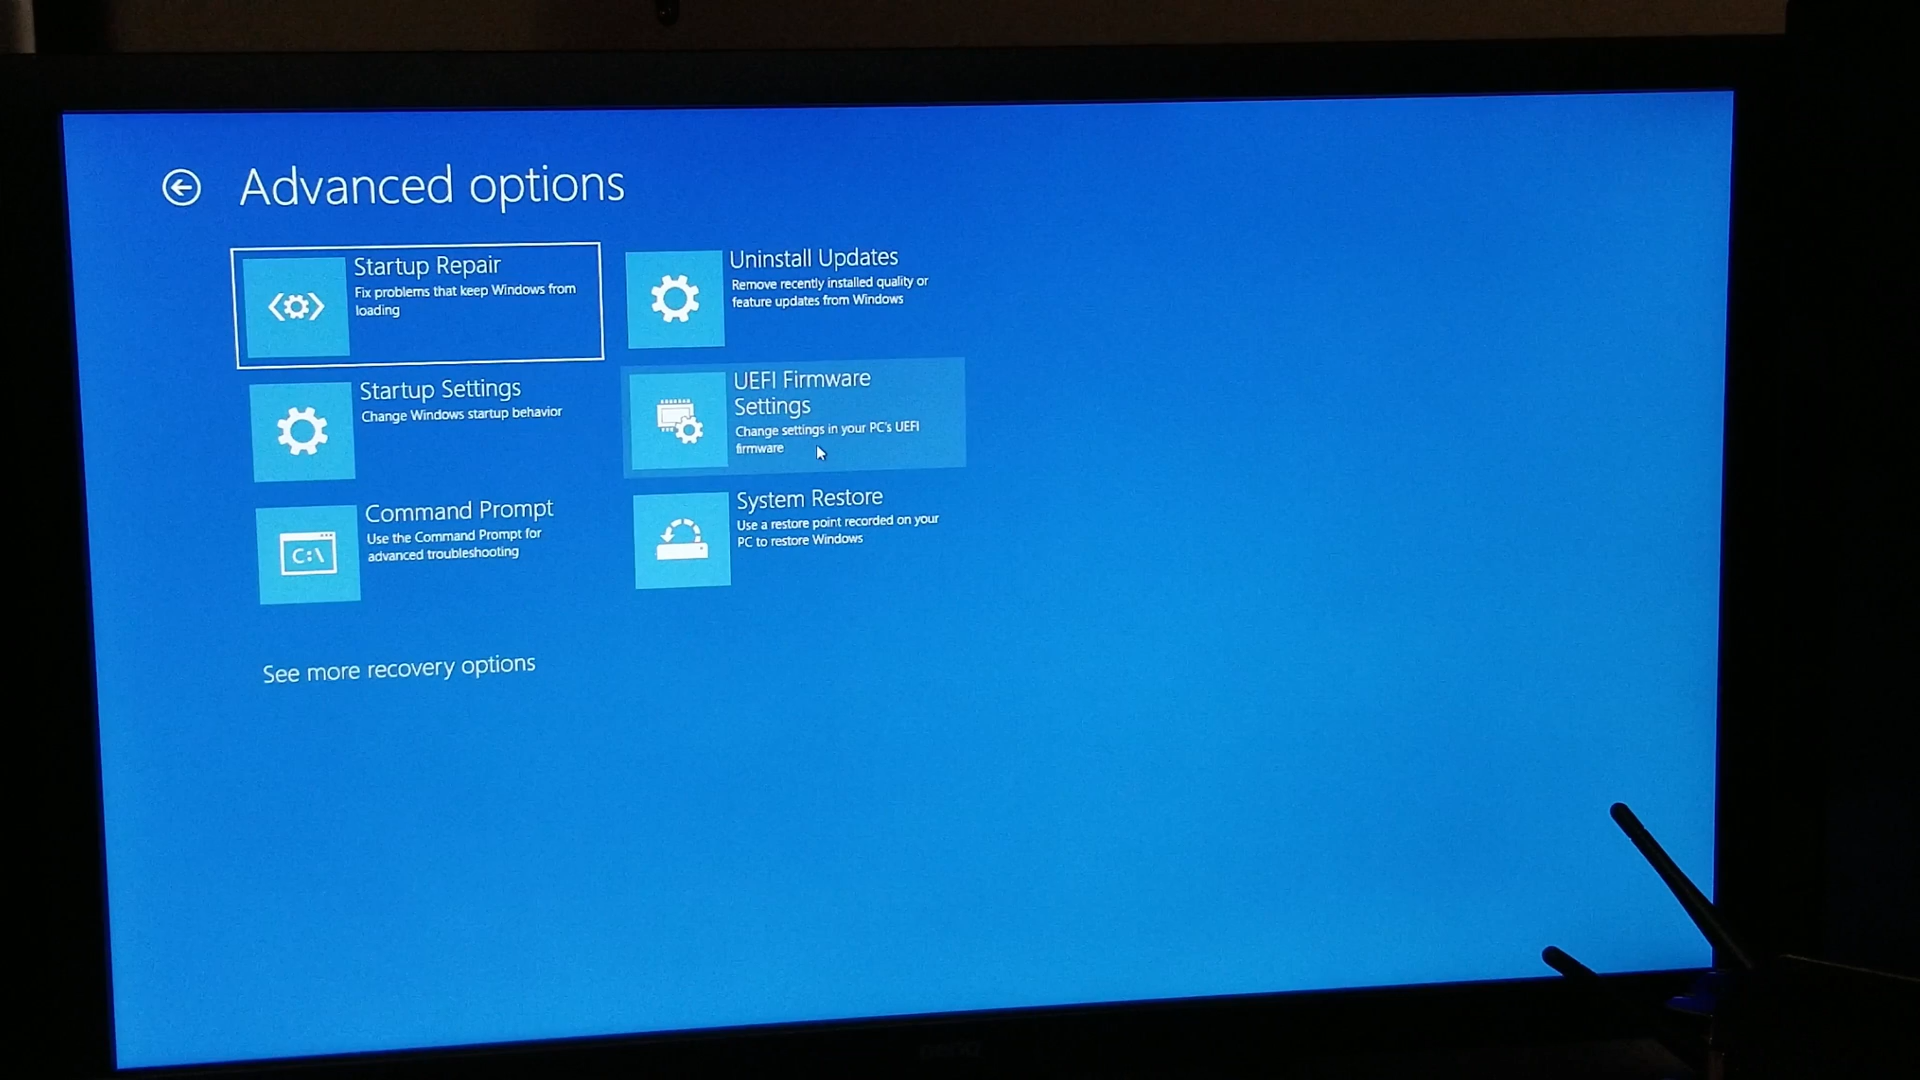 Advanced options
Startup Repair
Fix problems that keep Windows from
loading
Uninstall Updates
Remove recently installed quality or
feature updates from Windows
Startup Settings
Change Windows startup behavior
UEFI Firmware
Settings
Change settings in your PC's UEFI
firmware
Command Prompt
Use the Command Prompt for
advanced troubleshooting
C:\
System Restore
Use a restore point recorded on your
PC to restore Windows
See more recovery options